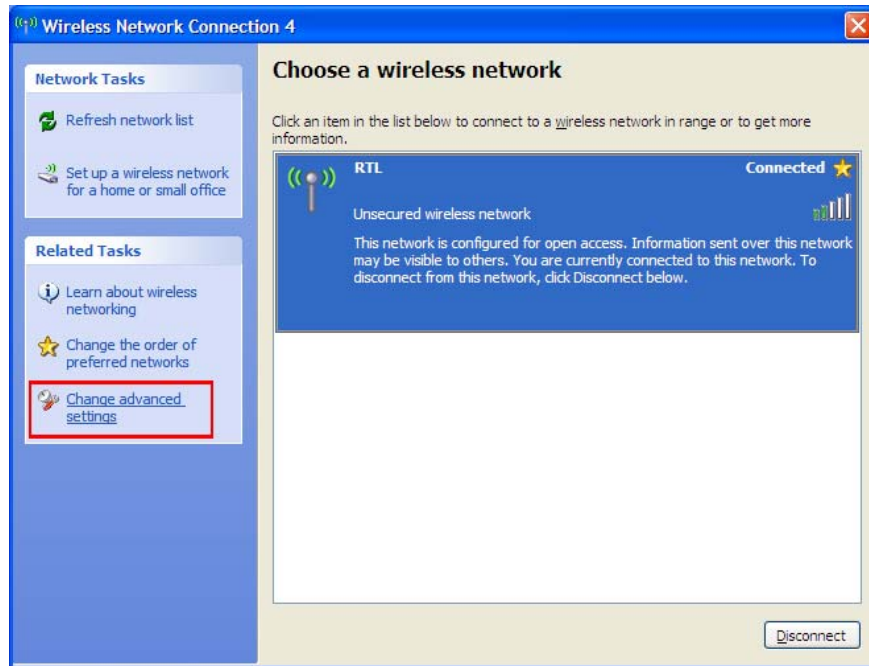 Wireless Network Connection 4
Network Tasks
Refresh network list
Set up a wireless network
for a home or small office
Related Tasks
Learn about wireless
networking
Change the order of
preferred networks
Change advanced
settings
Choose a wireless network
Click an item in the list below to connect to a wireless network in range or to get more
information.
RTL
Connected
Unsecured wireless network
This network is configured for open access. Information sent over this network
may be visible to others. You are currently connected to this network. To
disconnect from this network, click Disconnect below.
Disconnect